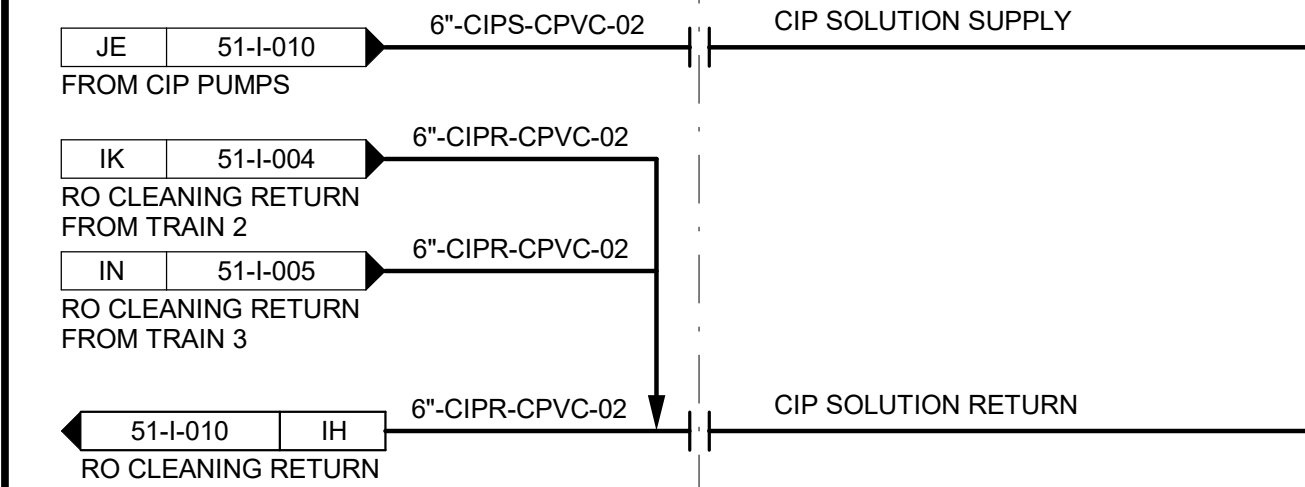 6"-CIPS-CPVC-02
CIP SOLUTION SUPPLY
JE 51-I-010
FROM CIP PUMPS
6"-CIPR-CPVC-02
IK 51-I-004
RO CLEANING RETURN
FROM TRAIN 2
6"-CIPR-CPVC-02
IN 51-I-005
RO CLEANING RETURN
FROM TRAIN 3
6"-CIPR-CPVC-02
CIP SOLUTION RETURN
51-I-010 IH
RO CLEANING RETURN